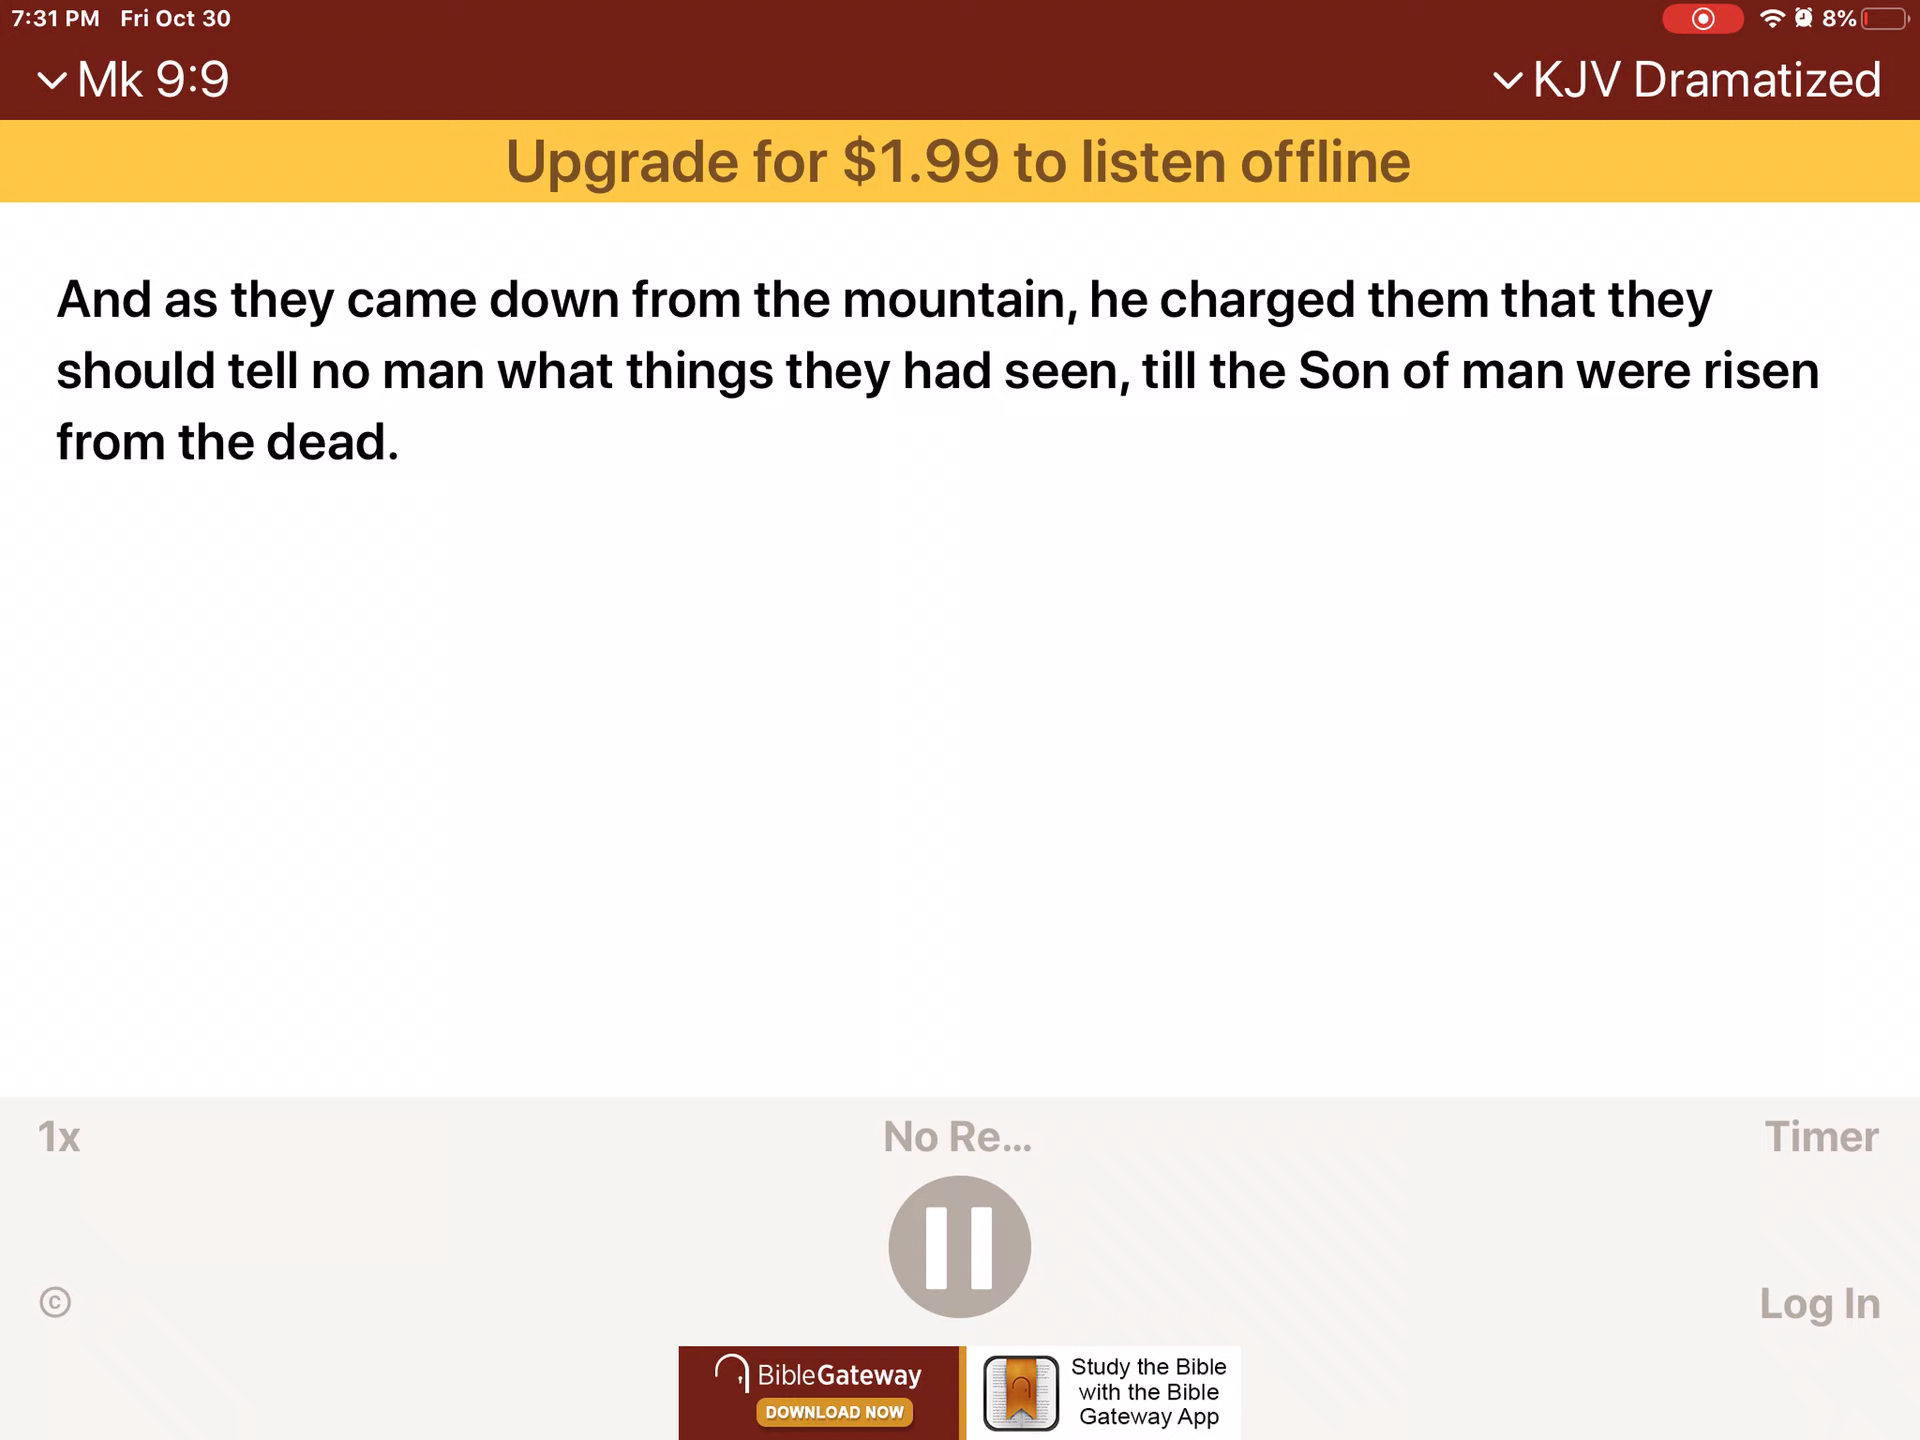 7:31 PM Fri Oct 30
8%
Mk 9:9
KJV Dramatized
Upgrade for $1.99 to listen offline
And as they came down from the mountain, he charged them that they
should tell no man what things they had seen, till the Son of man were risen
from the dead.
1x
No Re...
Timer
©
Log In
BibleGateway
DOWNLOAD NOW
Study the Bible
with the Bible
Gateway App